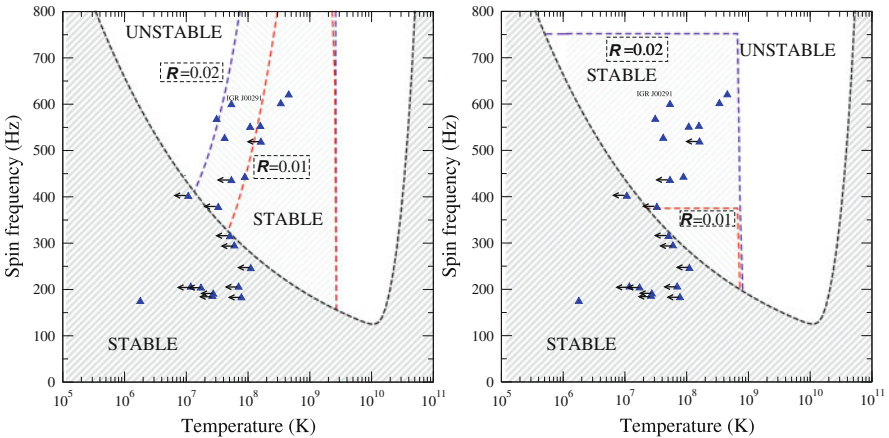 800
700
600
500
400
300
200
100
0
Spin frequency (Hz)
UNSTABLE
R=0.02
IGR J00291
R=0.01
STABLE
STABLE
10^5 10^6 10^7 10^8 10^9 10^10 10^11
Temperature (K)
800
700
600
500
400
300
200
100
0
Spin frequency (Hz)
R=0.02
UNSTABLE
STABLE
IGR J00291
R=0.01
STABLE
10^5 10^6 10^7 10^8 10^9 10^10 10^11
Temperature (K)